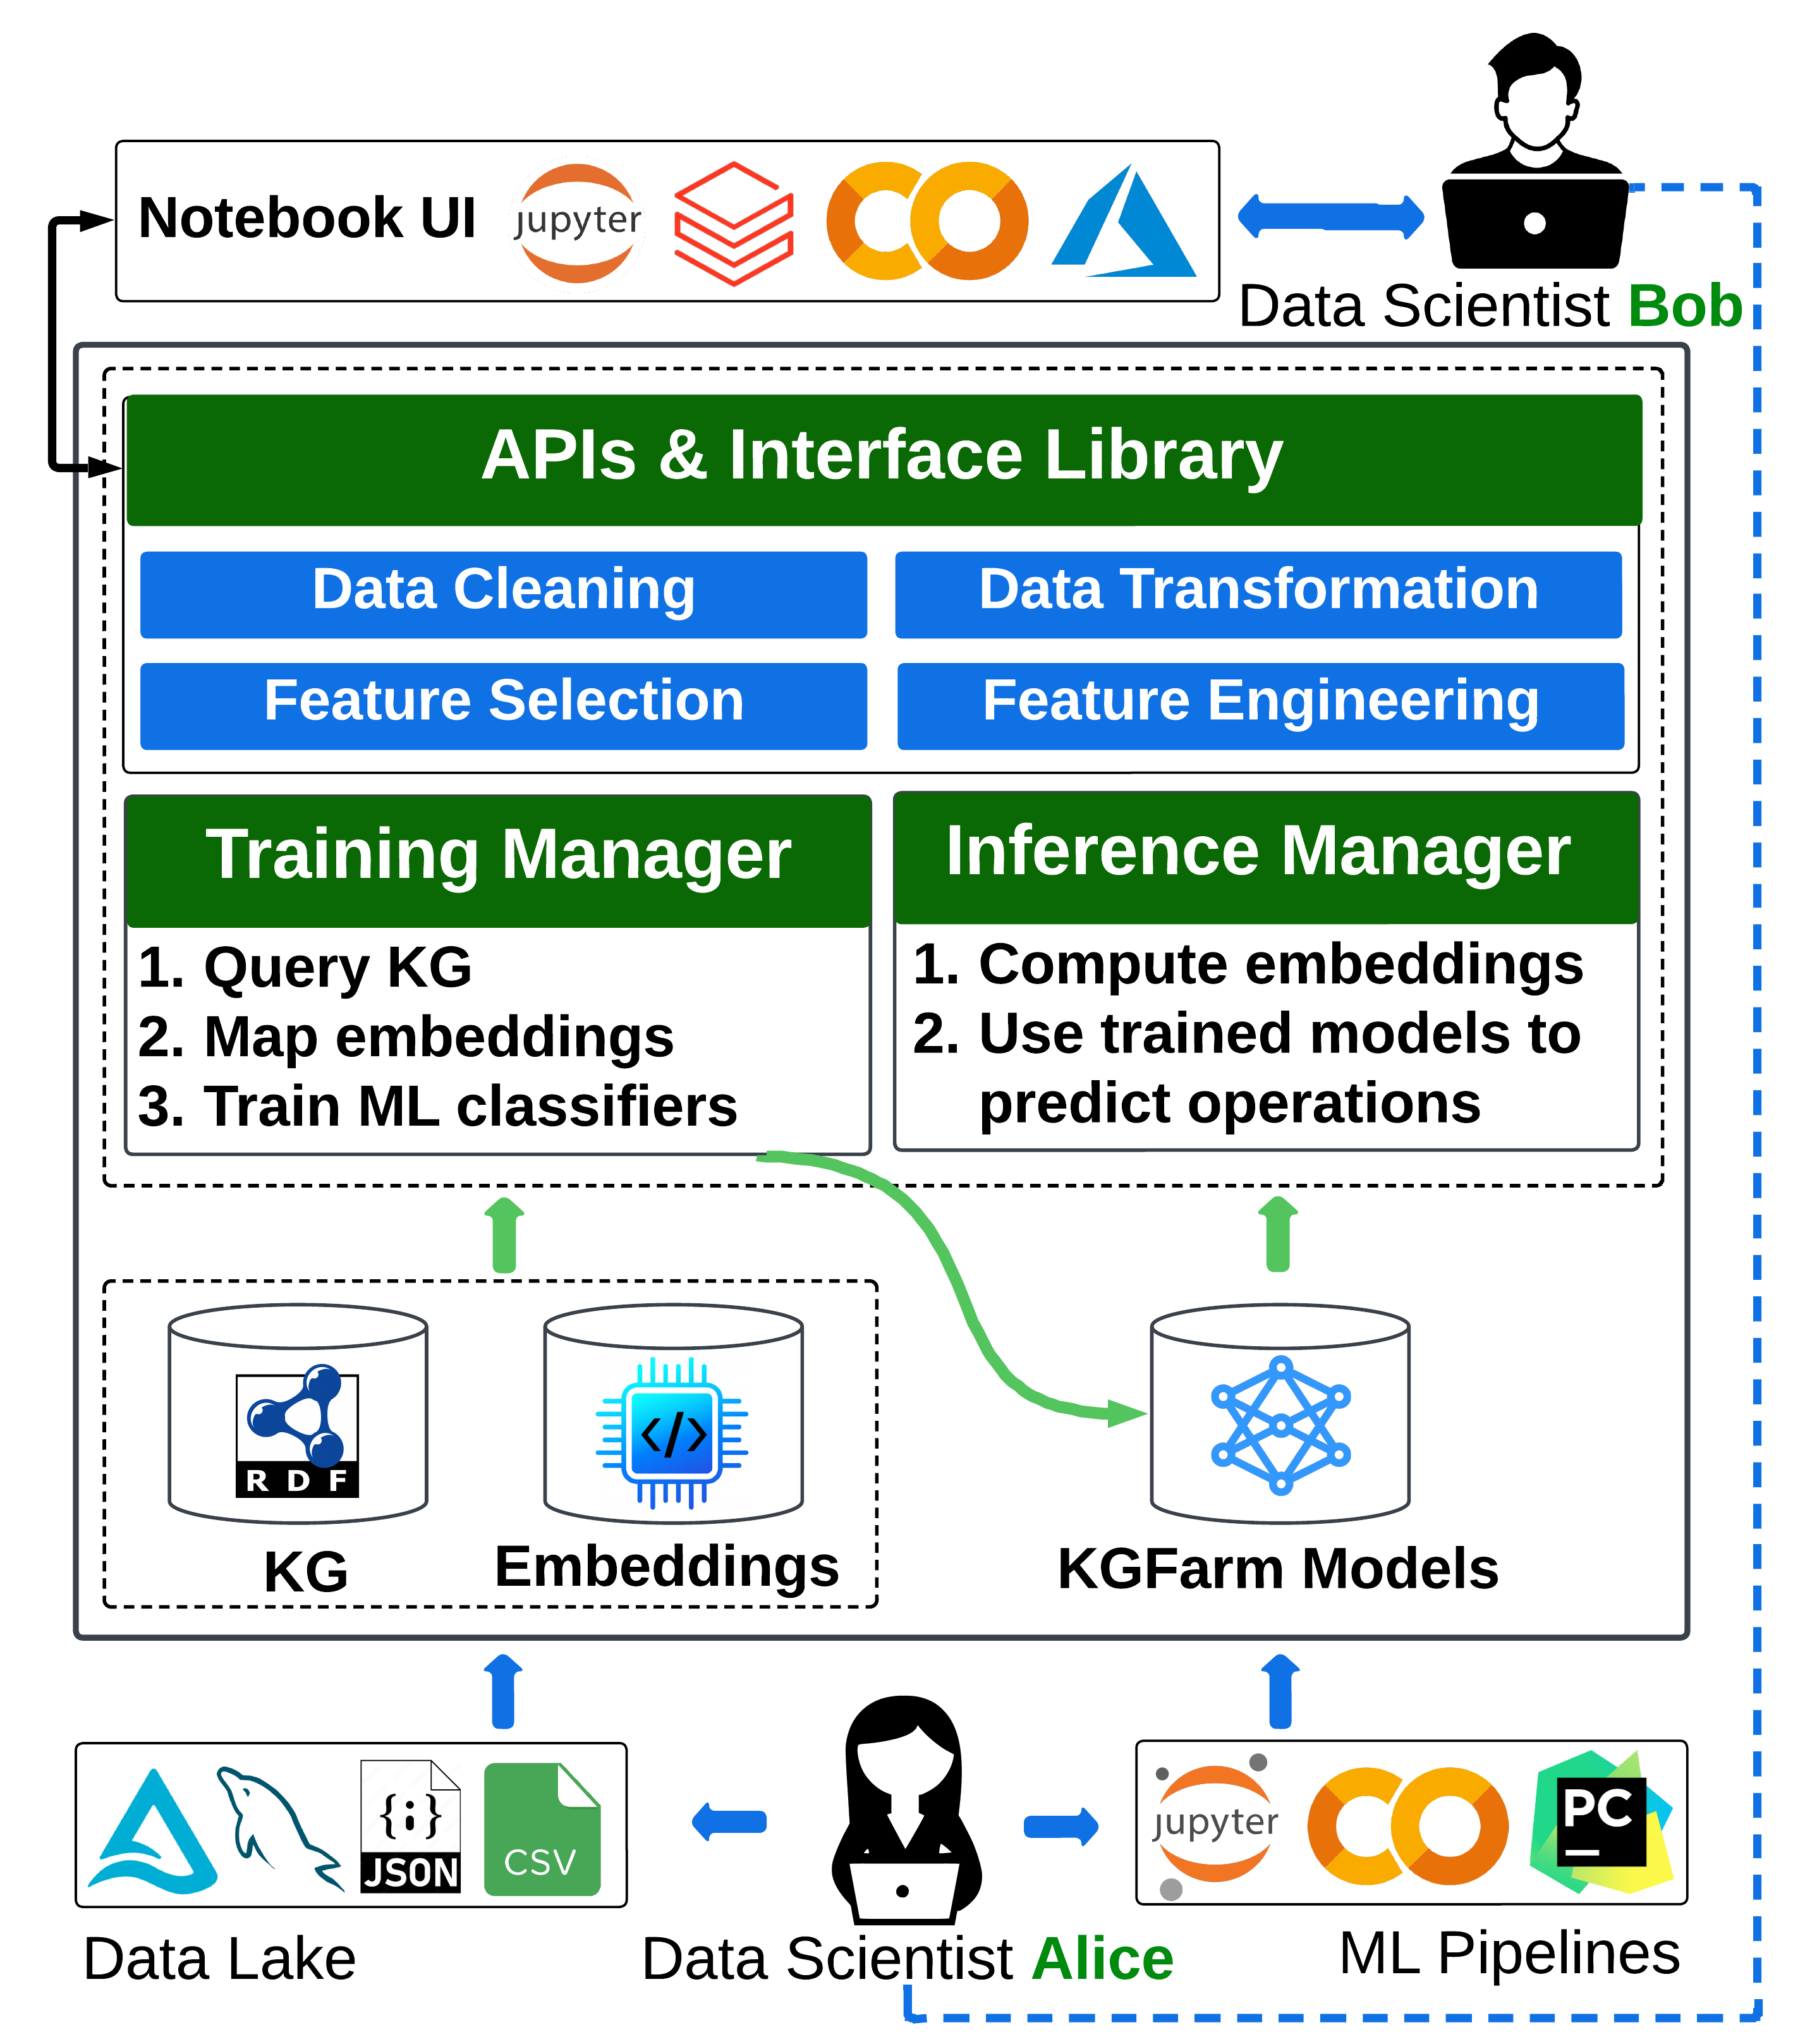 Notebook UI
jupyter
Data Scientist Bob
APIs & Interface Library
Data Cleaning
Data Transformation
Feature Selection
Feature Engineering
Training Manager
1. Query KG
2. Map embeddings
3. Train ML classifiers
Inference Manager
1. Compute embeddings
2. Use trained models to
predict operations
RDF
</>
KG
Embeddings
KGFarm Models
{;}
JSON
CSV
jupyter
PC
Data Lake
Data Scientist Alice
ML Pipelines